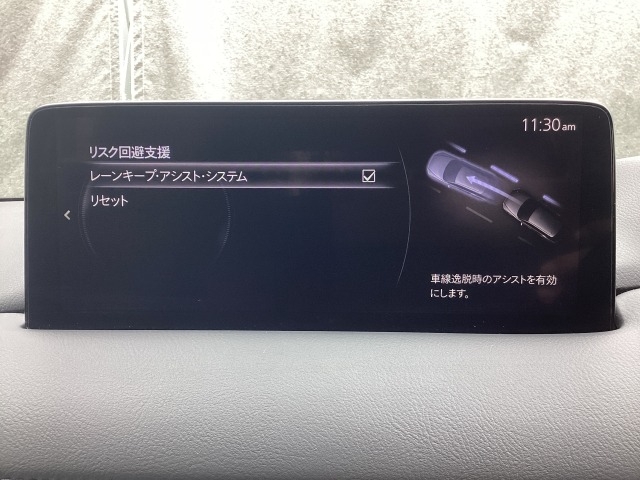 11:30am
リスク回避支援
レーンキープ・アシスト・システム
リセット
車線逸脱時のアシストを有効
にします。